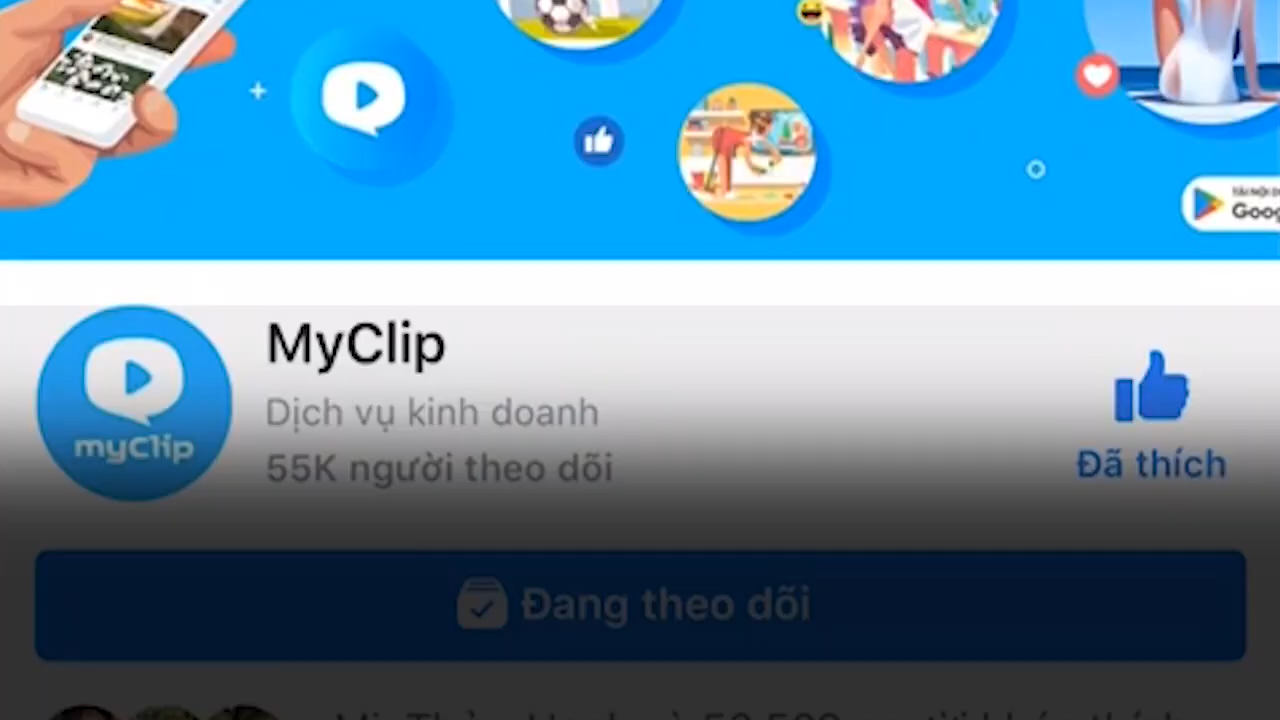 MyClip
myClip
Dịch vụ kinh doanh
55K người theo dõi
Đã thích
Đang theo dõi